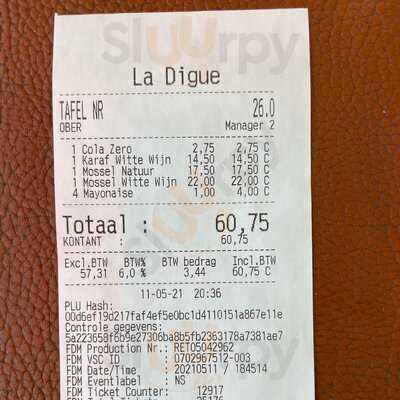 Sluurpy
La Digue
TAFEL NR 26.0
OBER Manager 2
1 Cola Zero 2,75 2,75 C
1 Karaf Witte Wijn 14,50 14,50 C
1 Mossel Natuur 17,50 17,50 C
1 Mossel Witte Wijn 22,00 22,00 C
4 Mayonaise 1,00 4,00 C
Totaal : 60,75
KONTANT : 60,75
Excl.BTW BTW% BTW bedrag Incl.BTW
57,31 6,0 % 3,44 60,75 C
11-05-21 20:36
PLU Hash:
00d6ef19d217faf4ef5e0bc1d4110151a867e11e
Controle gegevens:
5a223658f6b9e27306ba8b5fb2363178a7381ae7
FDM Production Nr.: RET05042962
FDM VSC ID : 0702967512-003
FDM Date/Time : 20210511 / 184514
FDM Eventlabel : NS
FDM Ticket Counter: 12917